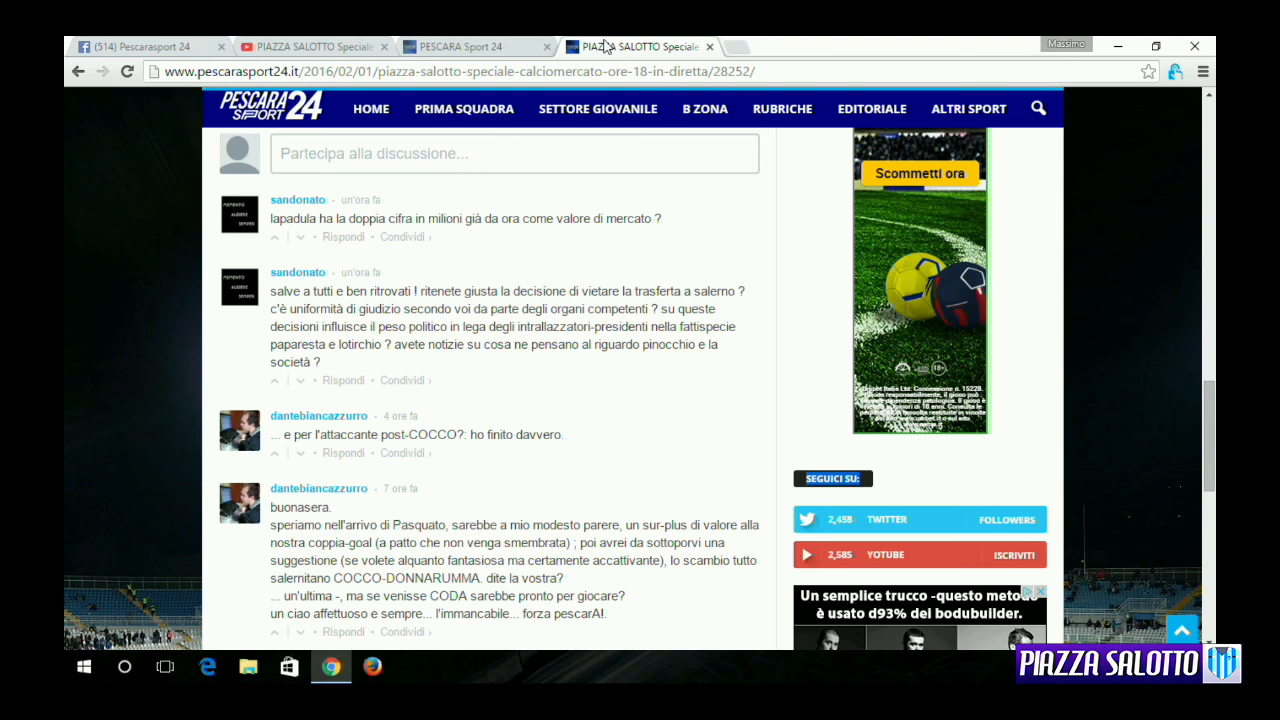 (514) Pescarasport 24
PIAZZA SALOTTO Speciale
PESCARA Sport 24
PIAZZA SALOTTO Speciale
Massimo
www.pescarasport24.it/2016/02/01/piazza-salotto-speciale-calciomercato-ore-18-in-diretta/28252/
PESCARA SPORT 24
HOME
PRIMA SQUADRA
SETTORE GIOVANILE
B ZONA
RUBRICHE
EDITORIALE
ALTRI SPORT
Partecipa alla discussione...
sandonato • un'ora fa
lapadula ha la doppia cifra in milioni già da ora come valore di mercato ?
• Rispondi • Condividi ›
sandonato • un'ora fa
salve a tutti e ben ritrovati ! ritenete giusta la decisione di vietare la trasferta a salerno ?
c'è uniformità di giudizio secondo voi da parte degli organi competenti ? su queste
decisioni influisce il peso politico in lega degli intrallazzatori-presidenti nella fattispecie
paparesta e lotirchio ? avete notizie su cosa ne pensano al riguardo pinocchio e la
società ?
• Rispondi • Condividi ›
dantebiancazzurro • 4 ore fa
... e per l'attaccante post-COCCO?: ho finito davvero.
• Rispondi • Condividi ›
dantebiancazzurro • 7 ore fa
buonasera.
speriamo nell'arrivo di Pasquato, sarebbe a mio modesto parere, un sur-plus di valore alla
nostra coppia-goal (a patto che non venga smembrata) ; poi avrei da sottoporvi una
suggestione (se volete alquanto fantasiosa ma certamente accattivante), lo scambio tutto
salernitano COCCO-DONNARUMMA. dite la vostra?
... un'ultima -, ma se venisse CODA sarebbe pronto per giocare?
un ciao affettuoso e sempre... l'immancabile... forza pescarA!.
• Rispondi • Condividi ›
Scommetti ora
18+
SEGUICI SU:
2,458 TWITTER FOLLOWERS
2,585 YOTUBE ISCRIVITI
Un semplice trucco -questo meto
è usato d93% dei bodubuilder.
PIAZZA SALOTTO